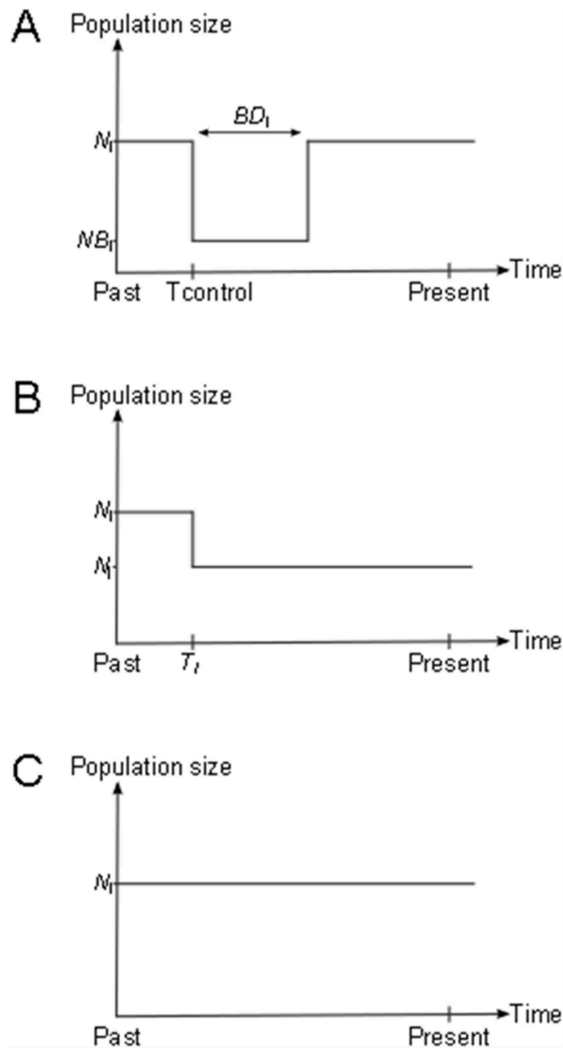 A
Population size
BDI
NI
NBI
Time
Past Tcontrol Present
B
Population size
NI
N'I
Time
Past TI Present
C
Population size
NI
Time
Past Present